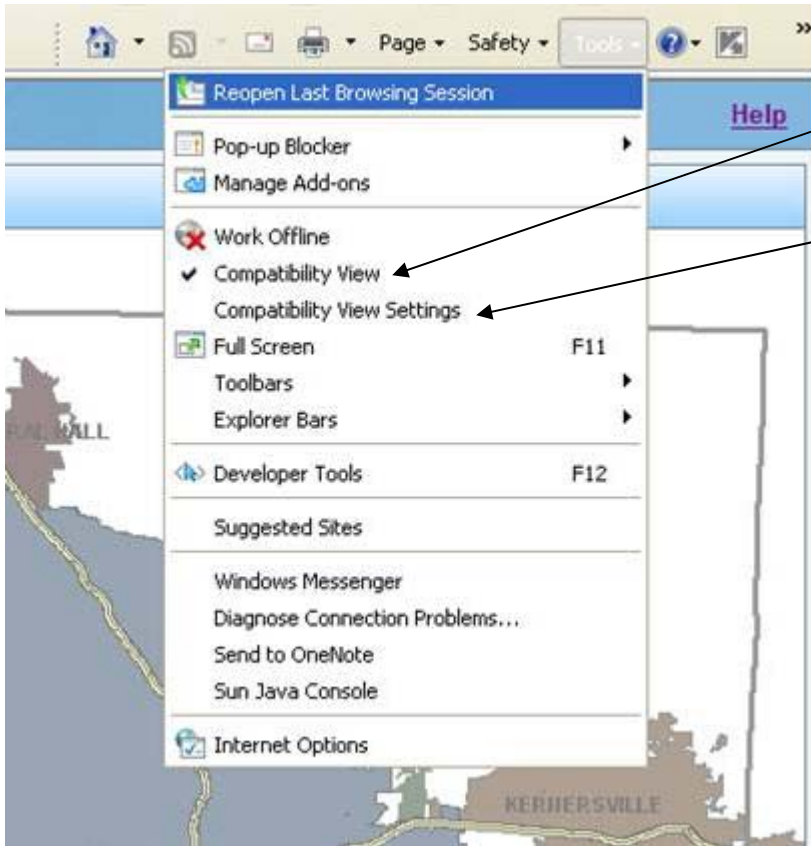 Page Safety Tools »
Help
Reopen Last Browsing Session
Pop-up Blocker
Manage Add-ons
Work Offline
Compatibility View
Compatibility View Settings
Full Screen F11
Toolbars
Explorer Bars
Developer Tools F12
Suggested Sites
Windows Messenger
Diagnose Connection Problems...
Send to OneNote
Sun Java Console
Internet Options
HALL
KERNERSVILLE